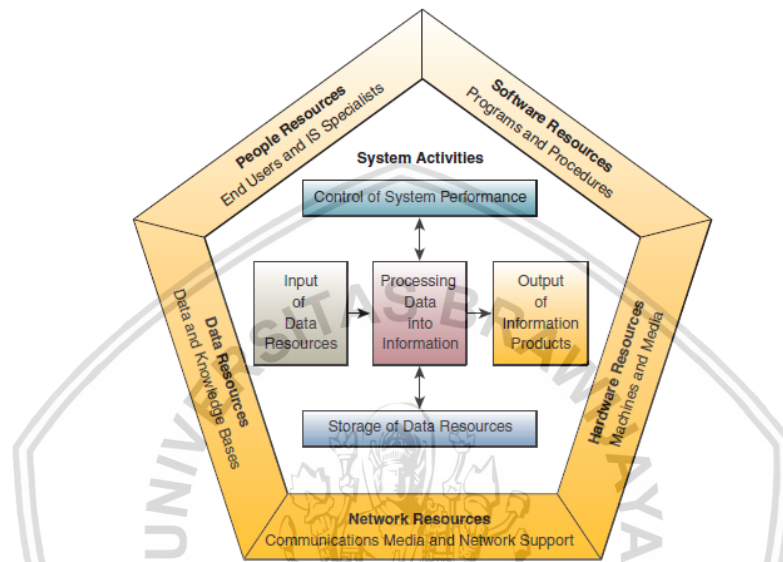 People Resources
End Users and IS Specialists
Software Resources
Programs and Procedures
System Activities
Control of System Performance
Input
of
Data
Resources
Processing
Data
into
Information
Output
of
Information
Products
Storage of Data Resources
Data Resources
Data and Knowledge Bases
Hardware Resources
Machines and Media
Network Resources
Communications Media and Network Support
UNIVERSITAS BRAWIJAYA